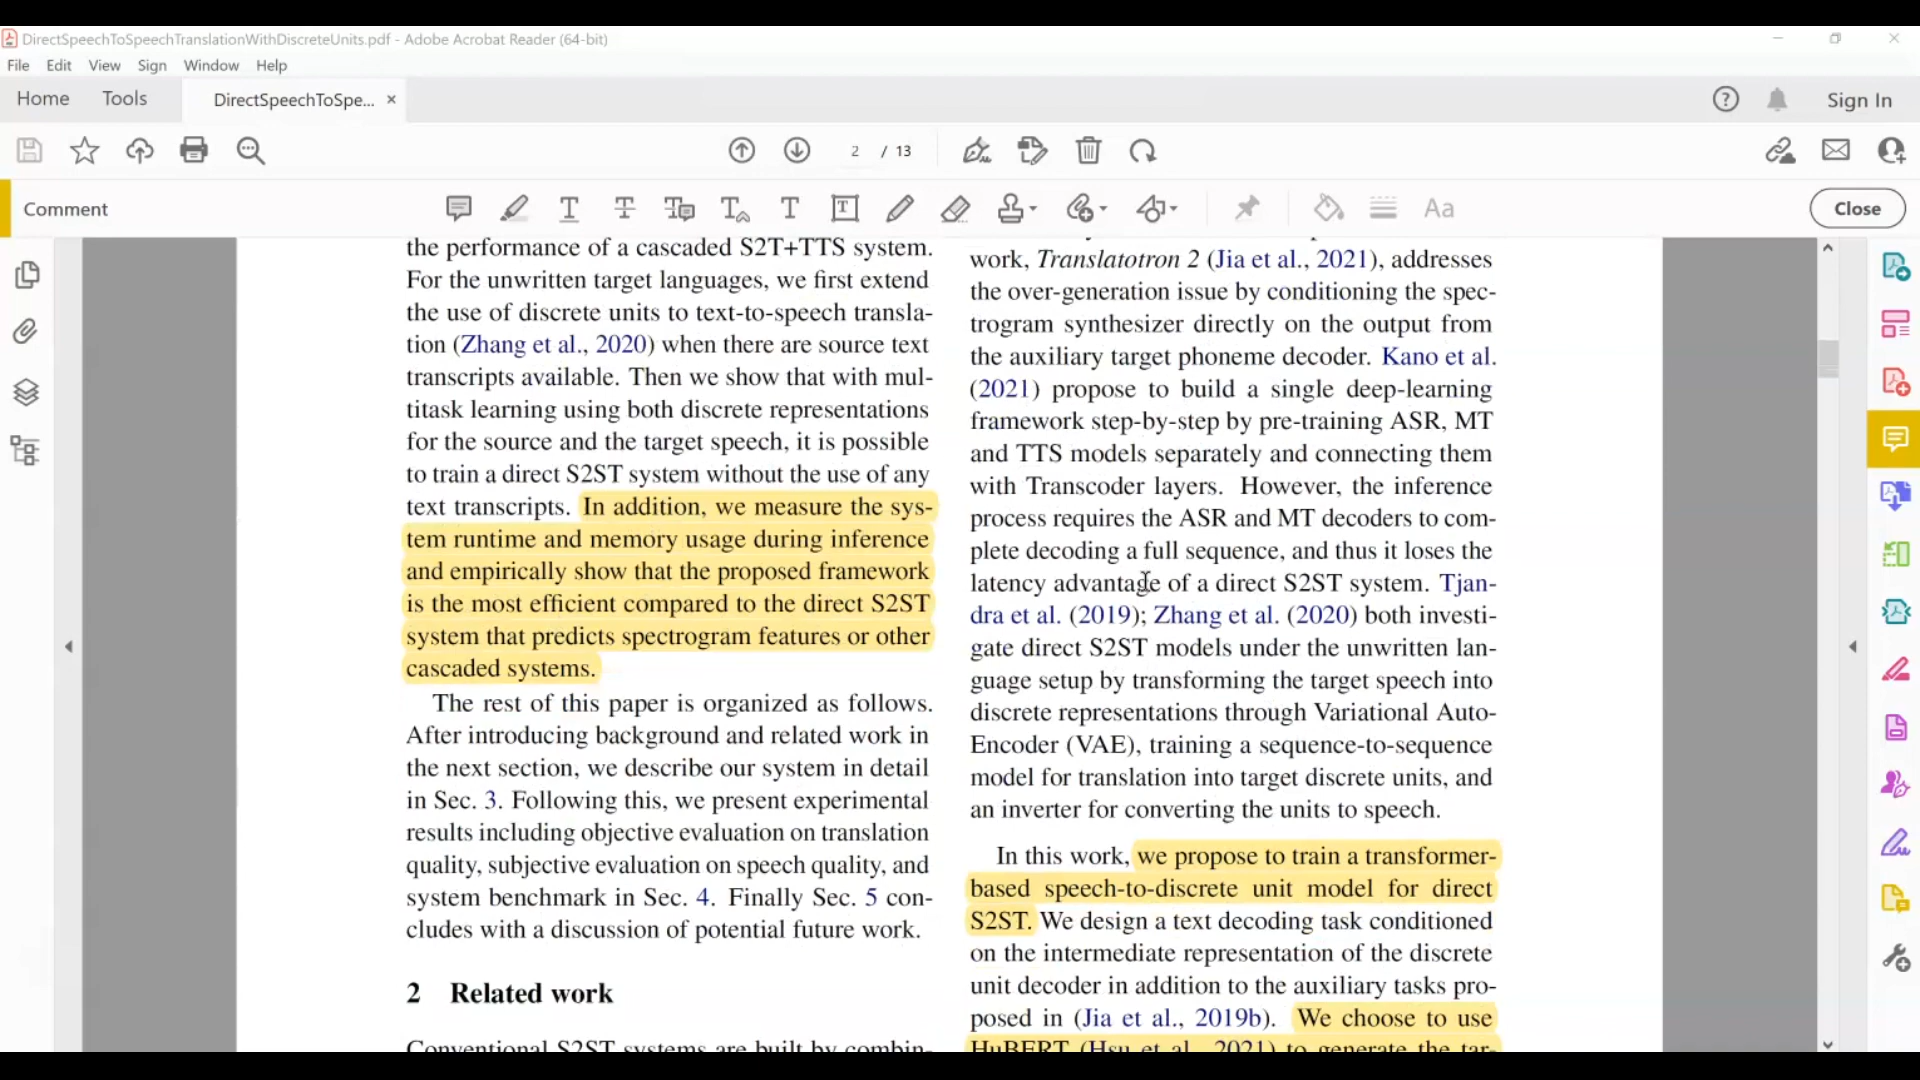 DirectSpeechToSpeechTranslationWithDiscreteUnits.pdf - Adobe Acrobat Reader (64-bit)
File Edit View Sign Window Help
Home Tools DirectSpeechToSpe... × Sign In
2 / 13
Comment Aa Close
the performance of a cascaded S2T+TTS system.
For the unwritten target languages, we first extend
the use of discrete units to text-to-speech transla-
tion (Zhang et al., 2020) when there are source text
transcripts available. Then we show that with mul-
titask learning using both discrete representations
for the source and the target speech, it is possible
to train a direct S2ST system without the use of any
text transcripts. In addition, we measure the sys-
tem runtime and memory usage during inference
and empirically show that the proposed framework
is the most efficient compared to the direct S2ST
system that predicts spectrogram features or other
cascaded systems.
The rest of this paper is organized as follows.
After introducing background and related work in
the next section, we describe our system in detail
in Sec. 3. Following this, we present experimental
results including objective evaluation on translation
quality, subjective evaluation on speech quality, and
system benchmark in Sec. 4. Finally Sec. 5 con-
cludes with a discussion of potential future work.
2 Related work
Conventional S2ST systems are built by combin-
work, Translatotron 2 (Jia et al., 2021), addresses
the over-generation issue by conditioning the spec-
trogram synthesizer directly on the output from
the auxiliary target phoneme decoder. Kano et al.
(2021) propose to build a single deep-learning
framework step-by-step by pre-training ASR, MT
and TTS models separately and connecting them
with Transcoder layers. However, the inference
process requires the ASR and MT decoders to com-
plete decoding a full sequence, and thus it loses the
latency advantage of a direct S2ST system. Tjan-
dra et al. (2019); Zhang et al. (2020) both investi-
gate direct S2ST models under the unwritten lan-
guage setup by transforming the target speech into
discrete representations through Variational Auto-
Encoder (VAE), training a sequence-to-sequence
model for translation into target discrete units, and
an inverter for converting the units to speech.
In this work, we propose to train a transformer-
based speech-to-discrete unit model for direct
S2ST. We design a text decoding task conditioned
on the intermediate representation of the discrete
unit decoder in addition to the auxiliary tasks pro-
posed in (Jia et al., 2019b). We choose to use
HuBERT (Hsu et al., 2021) to generate the tar-